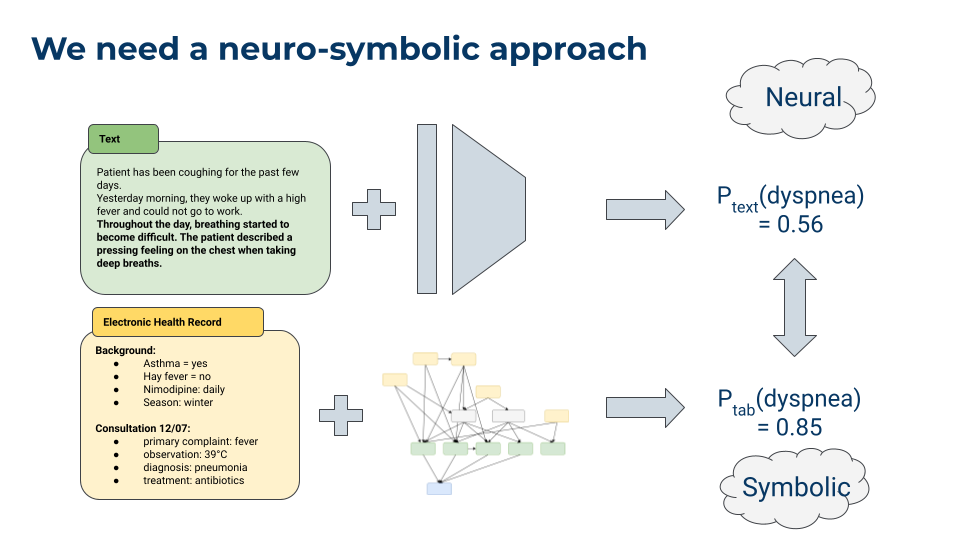 We need a neuro-symbolic approach
Neural
Text
Patient has been coughing for the past few
days.
Yesterday morning, they woke up with a high
fever and could not go to work.
Throughout the day, breathing started to
become difficult. The patient described a
pressing feeling on the chest when taking
deep breaths.
Ptext(dyspnea)
= 0.56
Electronic Health Record
Background:
● Asthma = yes
● Hay fever = no
● Nimodipine: daily
● Season: winter
Consultation 12/07:
● primary complaint: fever
● observation: 39°C
● diagnosis: pneumonia
● treatment: antibiotics
Ptab(dyspnea)
= 0.85
Symbolic